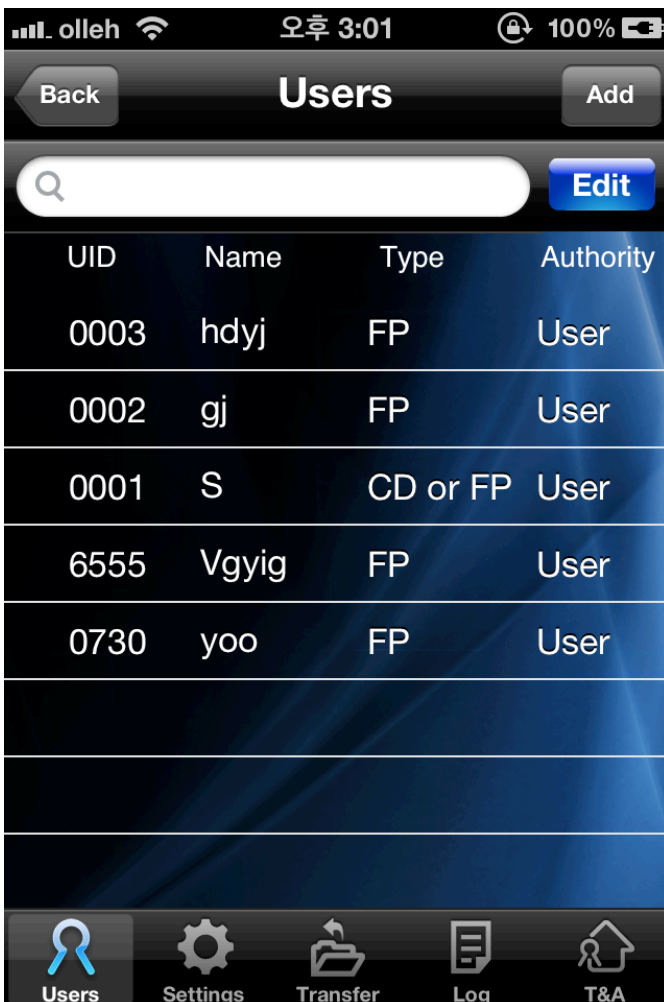 olleh 오후 3:01 100%
Back Users Add
Edit
UID Name Type Authority
0003 hdyj FP User
0002 gj FP User
0001 S CD or FP User
6555 Vgyig FP User
0730 yoo FP User
Users Settings Transfer Log T&A